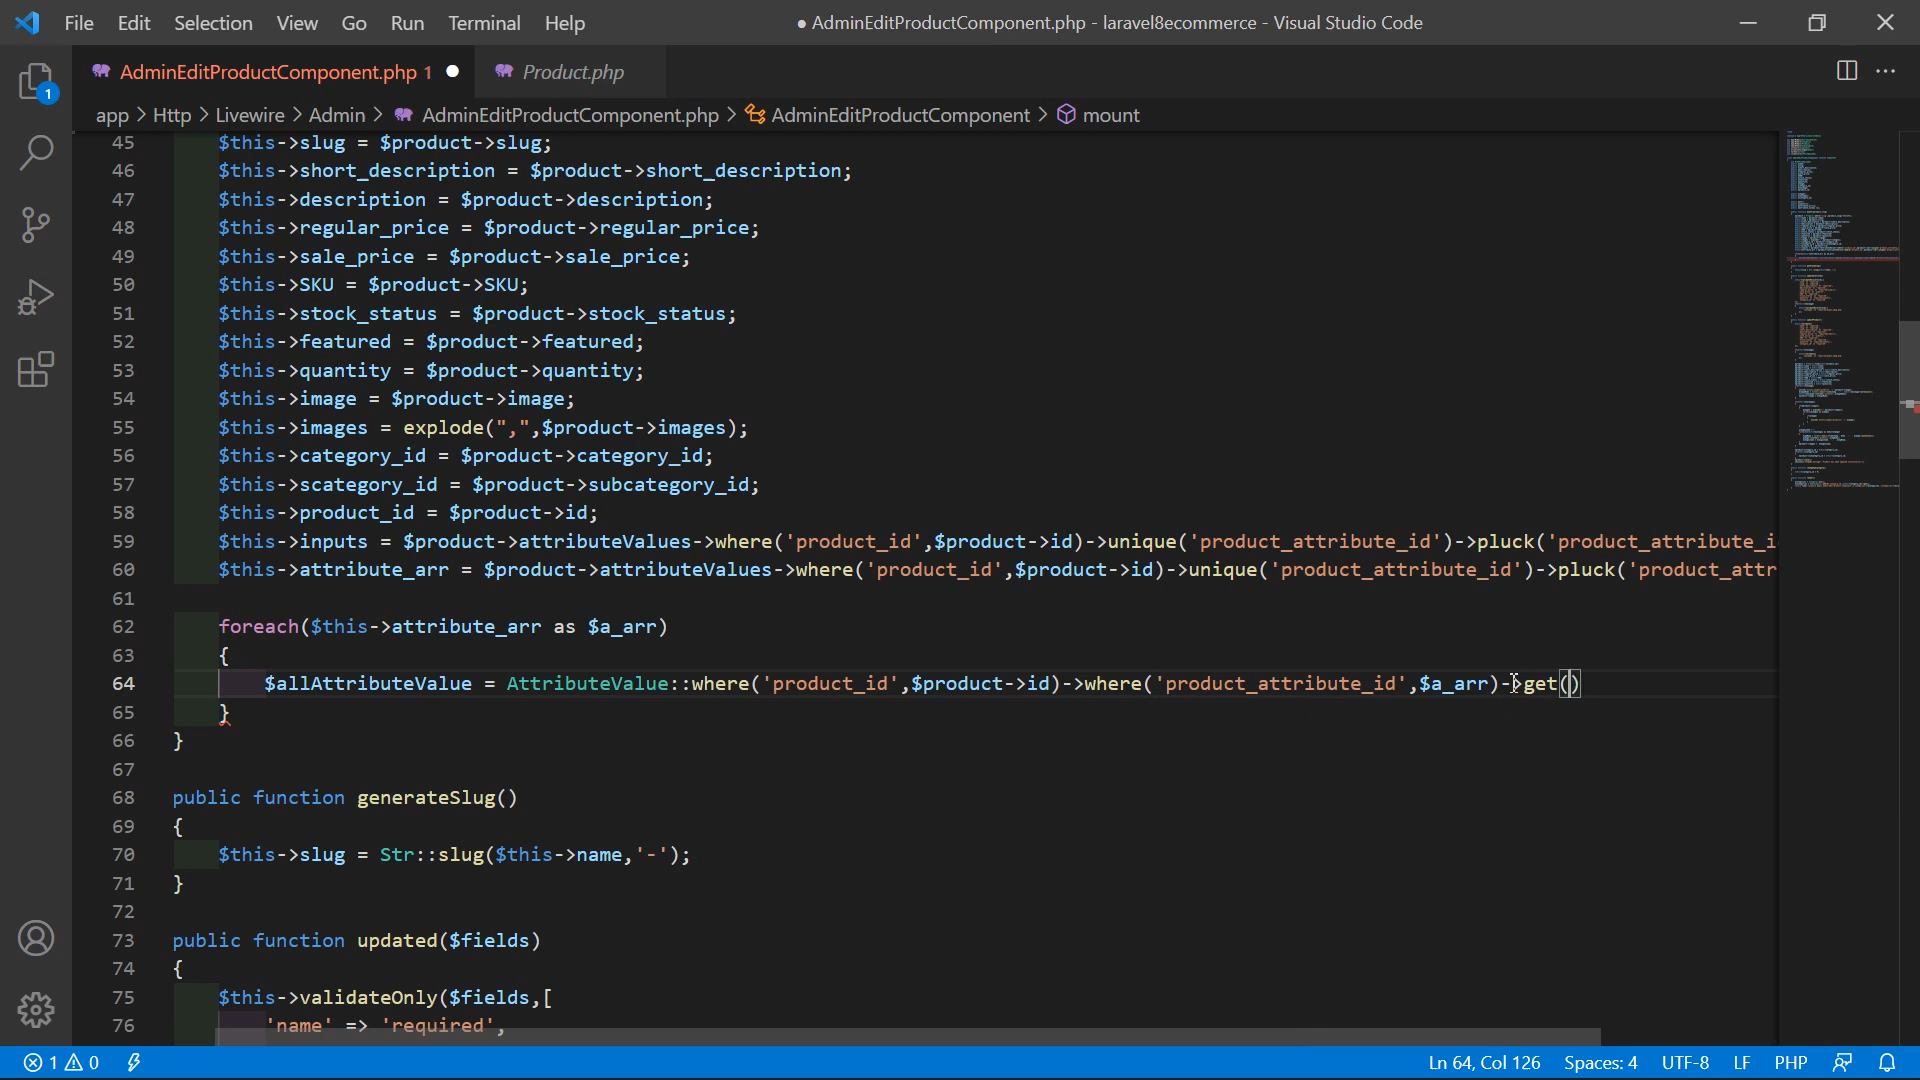 File Edit Selection View Go Run Terminal Help
● AdminEditProductComponent.php - laravel8ecommerce - Visual Studio Code
AdminEditProductComponent.php 1 ●
Product.php
app > Http > Livewire > Admin > AdminEditProductComponent.php > AdminEditProductComponent > mount
1
45 $this->slug = $product->slug;
46 $this->short_description = $product->short_description;
47 $this->description = $product->description;
48 $this->regular_price = $product->regular_price;
49 $this->sale_price = $product->sale_price;
50 $this->SKU = $product->SKU;
51 $this->stock_status = $product->stock_status;
52 $this->featured = $product->featured;
53 $this->quantity = $product->quantity;
54 $this->image = $product->image;
55 $this->images = explode(",",$product->images);
56 $this->category_id = $product->category_id;
57 $this->scategory_id = $product->subcategory_id;
58 $this->product_id = $product->id;
59 $this->inputs = $product->attributeValues->where('product_id',$product->id)->unique('product_attribute_id')->pluck('product_attribute_i
60 $this->attribute_arr = $product->attributeValues->where('product_id',$product->id)->unique('product_attribute_id')->pluck('product_attr
61
62 foreach($this->attribute_arr as $a_arr)
63 {
64 $allAttributeValue = AttributeValue::where('product_id',$product->id)->where('product_attribute_id',$a_arr)->get()
65 }
66 }
67
68 public function generateSlug()
69 {
70 $this->slug = Str::slug($this->name,'-');
71 }
72
73 public function updated($fields)
74 {
75 $this->validateOnly($fields,[
76 'name' => 'required',
1 0
Ln 64, Col 126 Spaces: 4 UTF-8 LF PHP